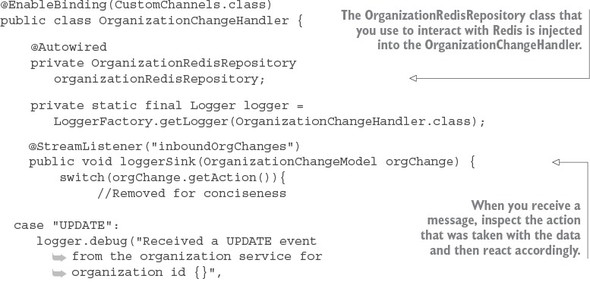 @EnableBinding(CustomChannels.class)
public class OrganizationChangeHandler {
The OrganizationRedisRepository class that
you use to interact with Redis is injected
into the OrganizationChangeHandler.
@Autowired
private OrganizationRedisRepository
organizationRedisRepository;
private static final Logger logger =
LoggerFactory.getLogger(OrganizationChangeHandler.class);
@StreamListener("inboundOrgChanges")
public void loggerSink(OrganizationChangeModel orgChange) {
switch(orgChange.getAction()){
//Removed for conciseness
When you receive a
message, inspect the action
that was taken with the data
and then react accordingly.
case "UPDATE":
logger.debug("Received a UPDATE event
from the organization service for
organization id {}",